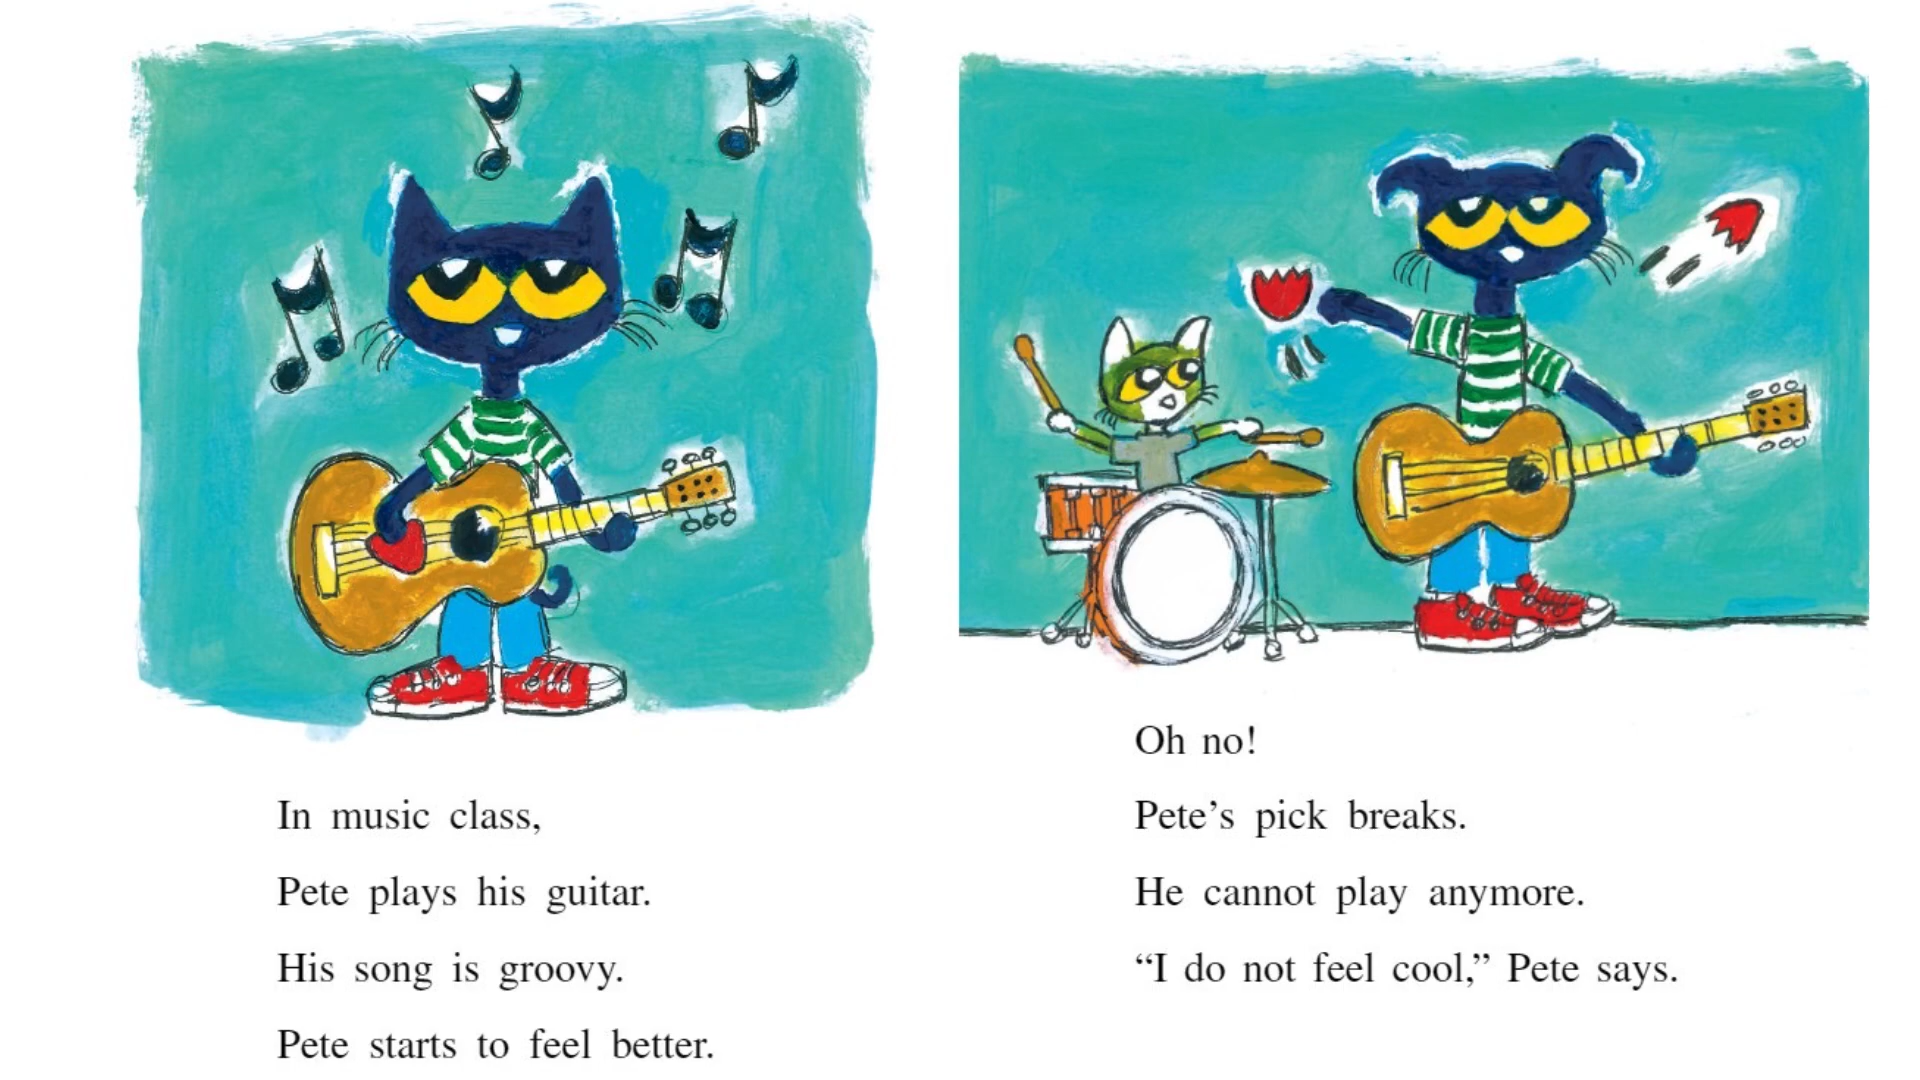 In music class,
Pete plays his guitar.
His song is groovy.
Pete starts to feel better.
Oh no!
Pete’s pick breaks.
He cannot play anymore.
“I do not feel cool,” Pete says.